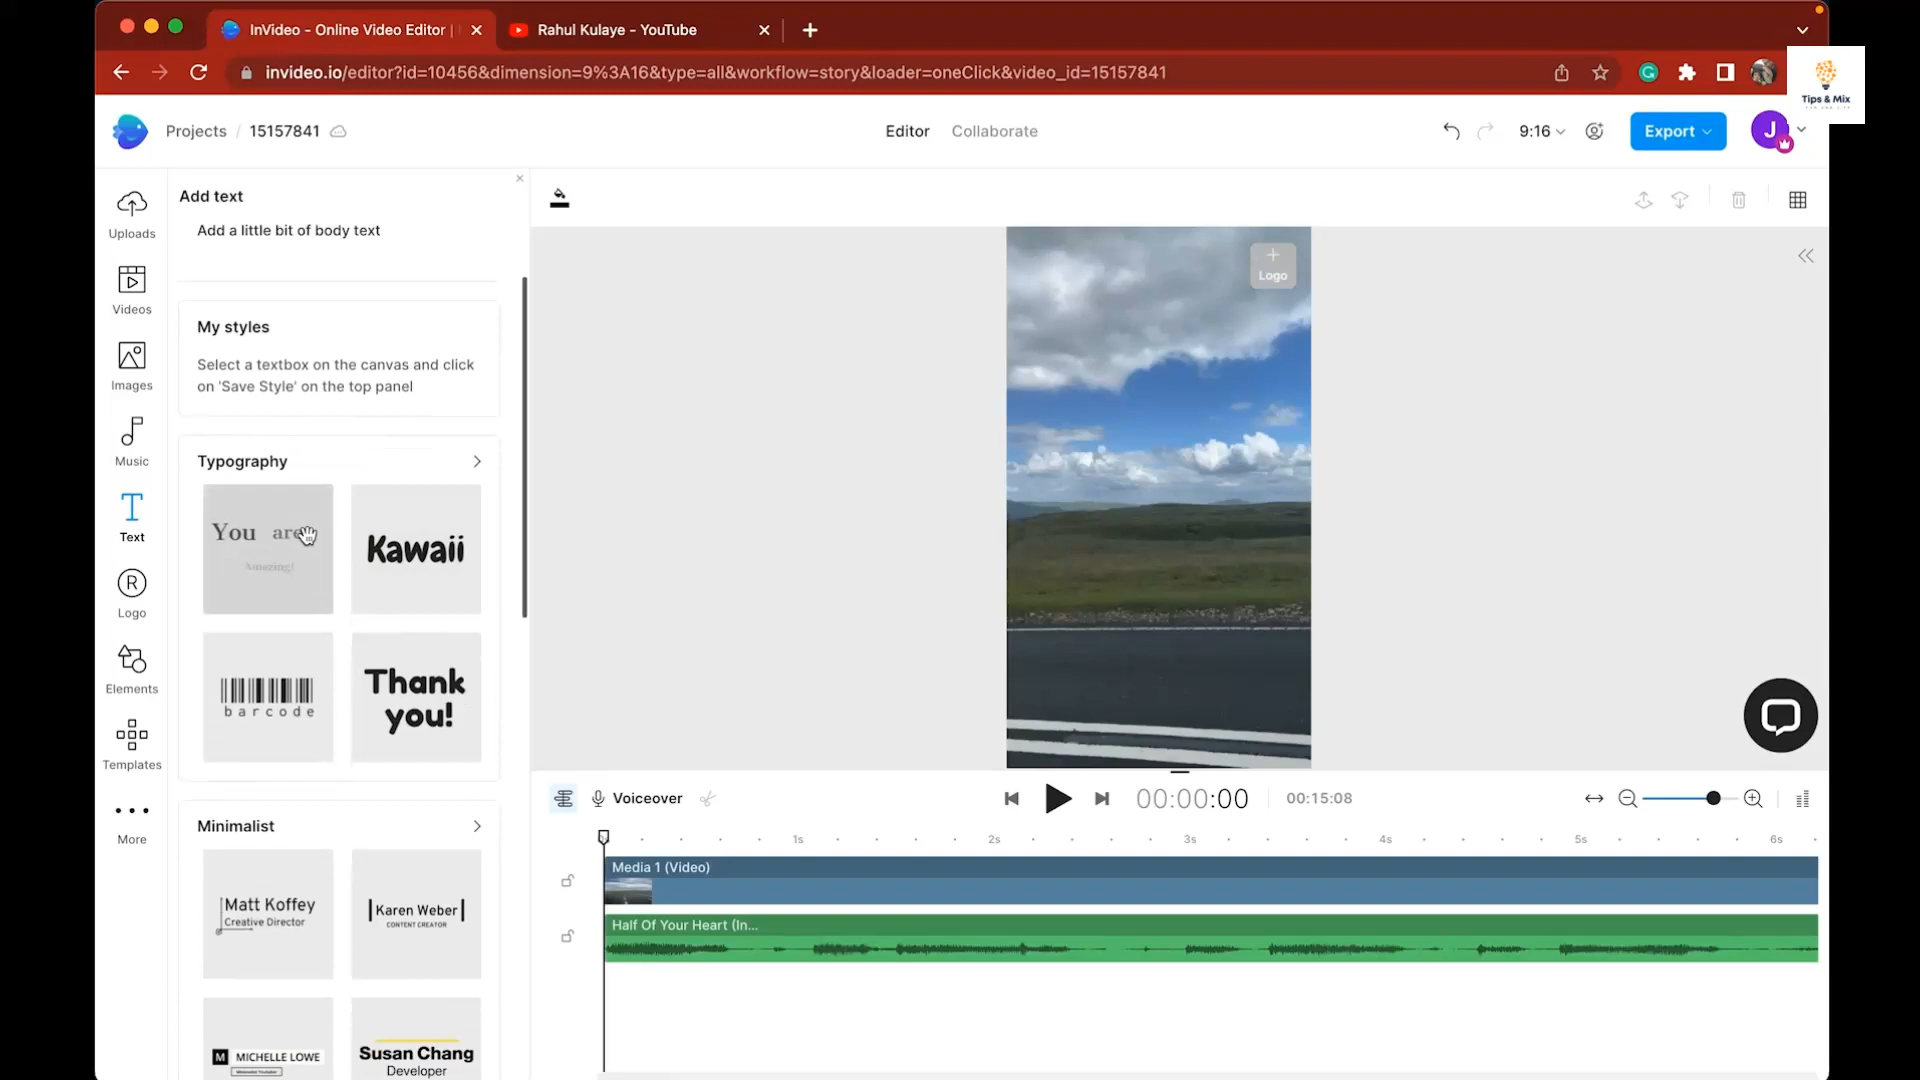 InVideo - Online Video Editor |
Rahul Kulaye - YouTube
invideo.io/editor?id=10456&dimension=9%3A16&type=all&workflow=story&loader=oneClick&video_id=15157841
Tips & Mix
Projects / 15157841
Editor
Collaborate
9:16
Export
J
Uploads
Videos
Images
Music
Text
Logo
Elements
Templates
More
Add text
Add a little bit of body text
My styles
Select a textbox on the canvas and click
on 'Save Style' on the top panel
Typography
You are
Amazing!
Kawaii
barcode
Thank
you!
Minimalist
Matt Koffey
Creative Director
Karen Weber
CONTENT CREATOR
M MICHELLE LOWE
Susan Chang
Developer
+
Logo
Voiceover
00:00:00
00:15:08
1s 2s 3s 4s 5s 6s
Media 1 (Video)
Half Of Your Heart (In...